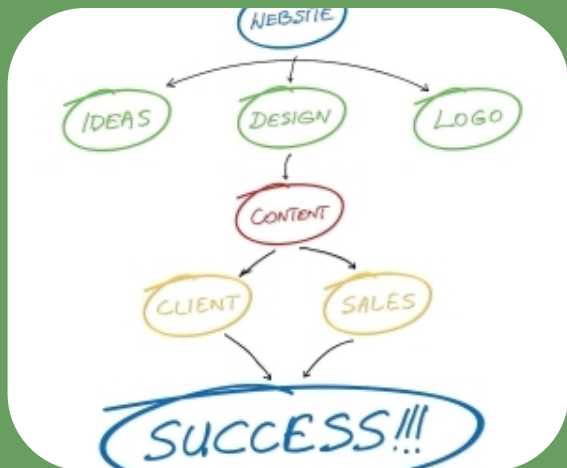 WEBSITE
IDEAS DESIGN LOGO
CONTENT
CLIENT SALES
SUCCESS!!!